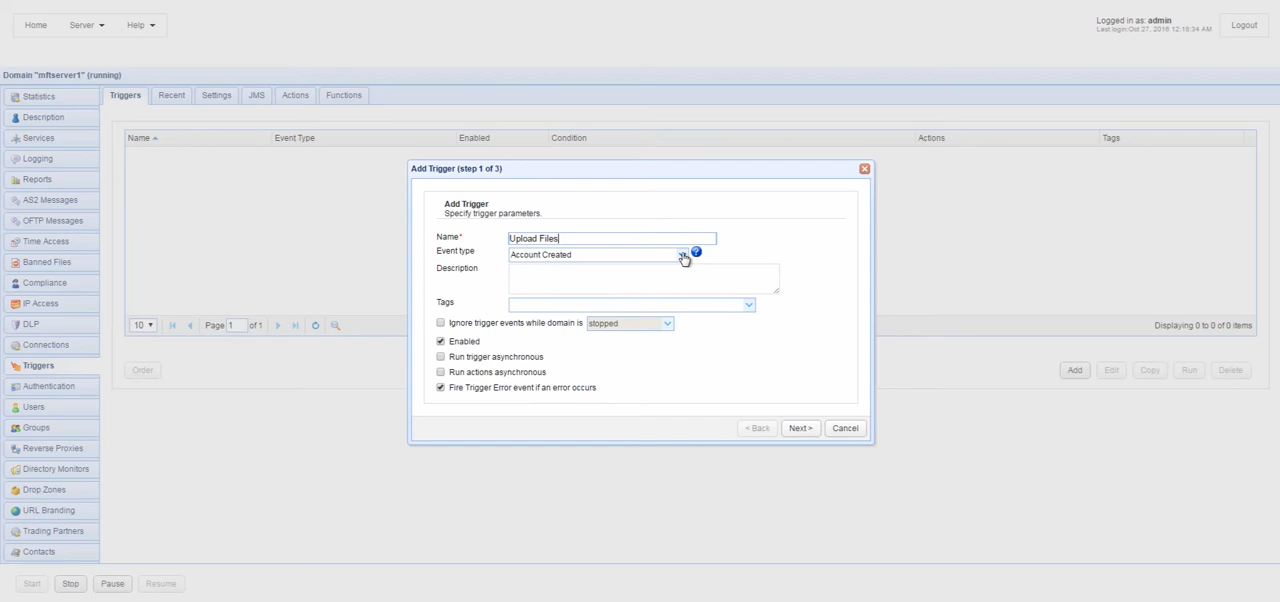 Home Server Help
Logged in as: admin
Last login:Oct 27, 2016 12:18:34 AM
Logout
Domain "mftserver1" (running)
Statistics
Description
Services
Logging
Reports
AS2 Messages
OFTP Messages
Time Access
Banned Files
Compliance
IP Access
DLP
Connections
Triggers
Authentication
Users
Groups
Reverse Proxies
Directory Monitors
Drop Zones
URL Branding
Trading Partners
Contacts
Triggers Recent Settings JMS Actions Functions
Name Event Type Enabled Condition Actions Tags
Add Trigger (step 1 of 3)
Add Trigger
Specify trigger parameters.
Name* Upload Files
Event type Account Created ?
Description
Tags
Ignore trigger events while domain is stopped
Enabled
Run trigger asynchronous
Run actions asynchronous
Fire Trigger Error event if an error occurs
< Back Next > Cancel
10 Page 1 of 1 Displaying 0 to 0 of 0 items
Order Add Edit Copy Run Delete
Start Stop Pause Resume